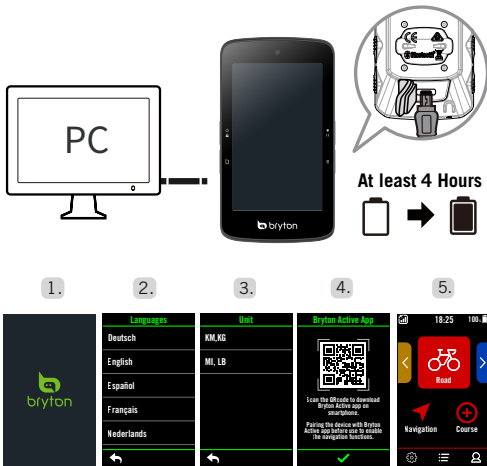 PC
bryton
Bluetooth
At least 4 Hours
1.
2.
3.
4.
5.
bryton
Languages
Deutsch
English
Español
Français
Nederlands
Unit
KM,KG
MI, LB
Bryton Active App
Scan the QRcode to download
Bryton Active app on
smartphone.
Pairing the device with Bryton
Active app before use to enable
the navigation functions.
18:25
100%
Road
Navigation
Course